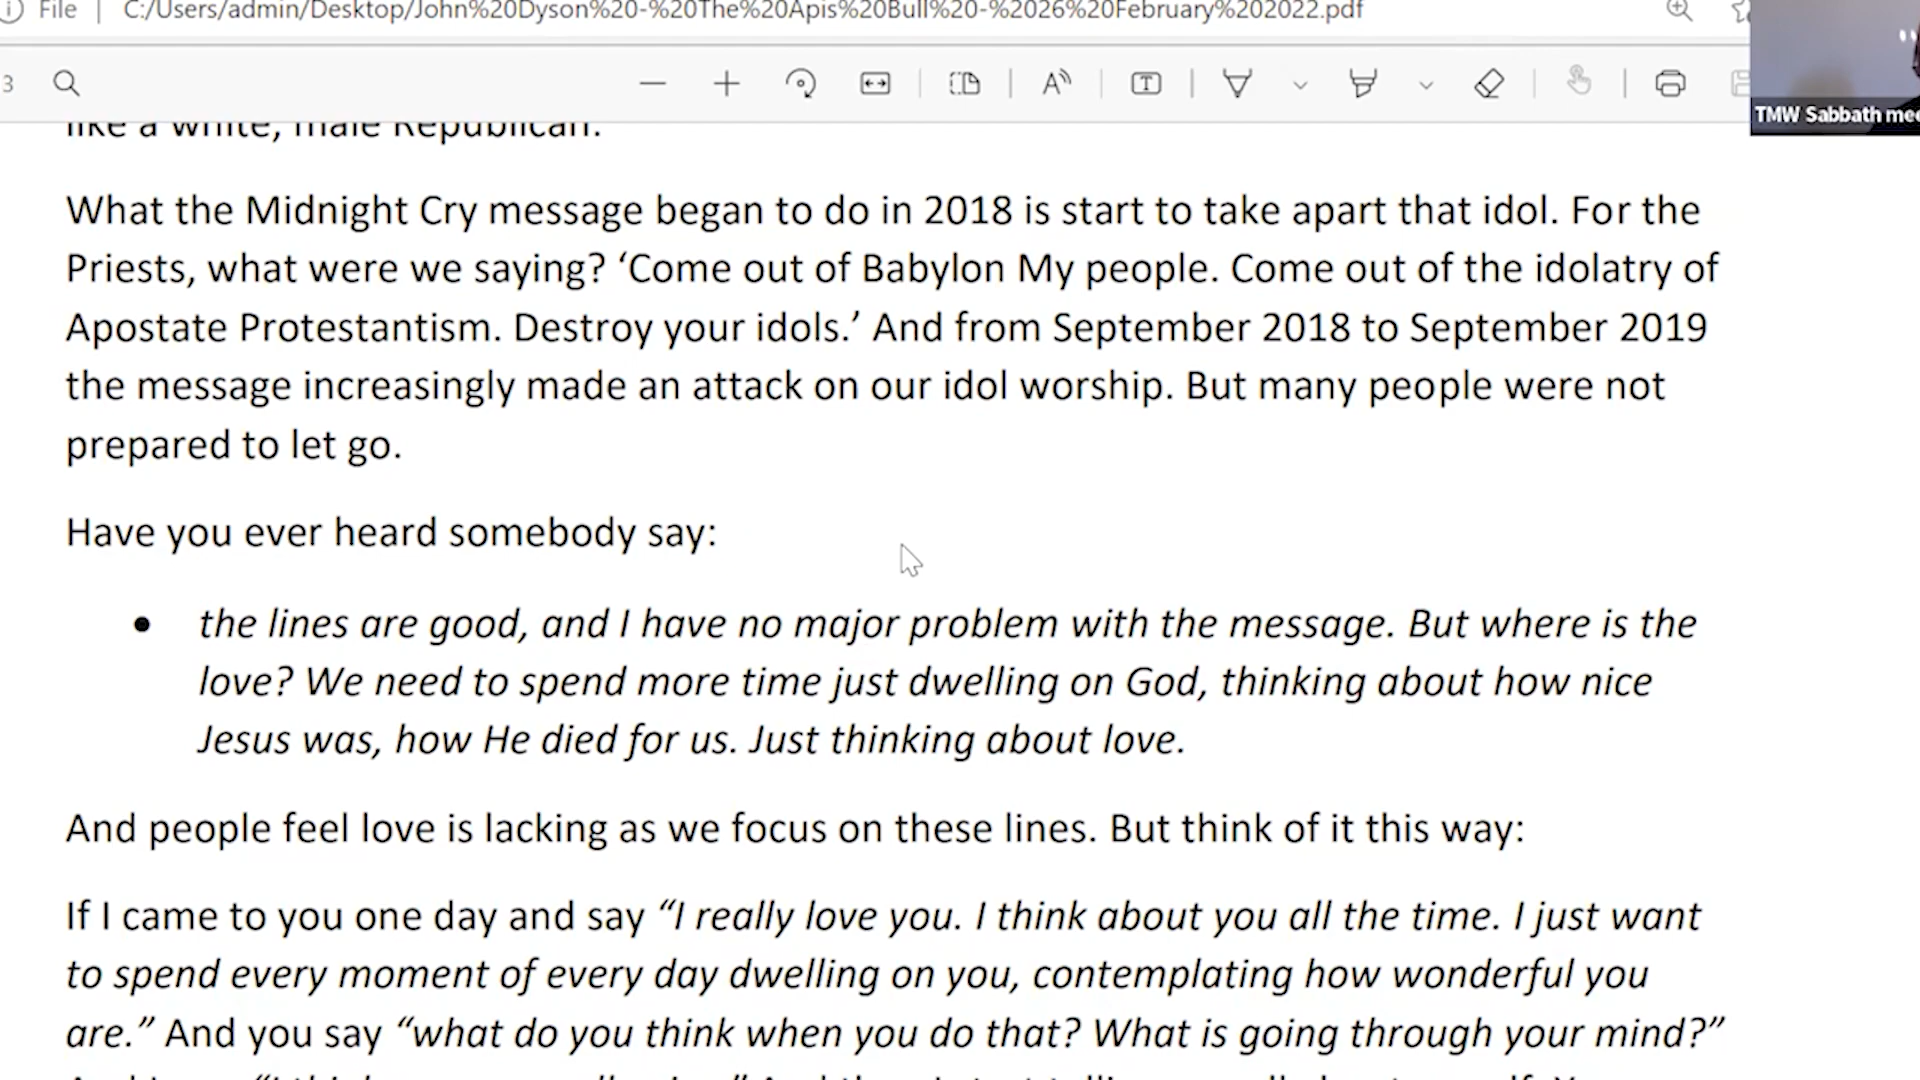 File | C:/Users/admin/Desktop/John%20Dyson%20-%20The%20Apis%20Bull%20-%2026%20February%202022.pdf
3
TMW Sabbath mee
like a white, male Republican.
What the Midnight Cry message began to do in 2018 is start to take apart that idol. For the
Priests, what were we saying? ‘Come out of Babylon My people. Come out of the idolatry of
Apostate Protestantism. Destroy your idols.’ And from September 2018 to September 2019
the message increasingly made an attack on our idol worship. But many people were not
prepared to let go.
Have you ever heard somebody say:
• the lines are good, and I have no major problem with the message. But where is the
love? We need to spend more time just dwelling on God, thinking about how nice
Jesus was, how He died for us. Just thinking about love.
And people feel love is lacking as we focus on these lines. But think of it this way:
If I came to you one day and say “I really love you. I think about you all the time. I just want
to spend every moment of every day dwelling on you, contemplating how wonderful you
are.” And you say “what do you think when you do that? What is going through your mind?”